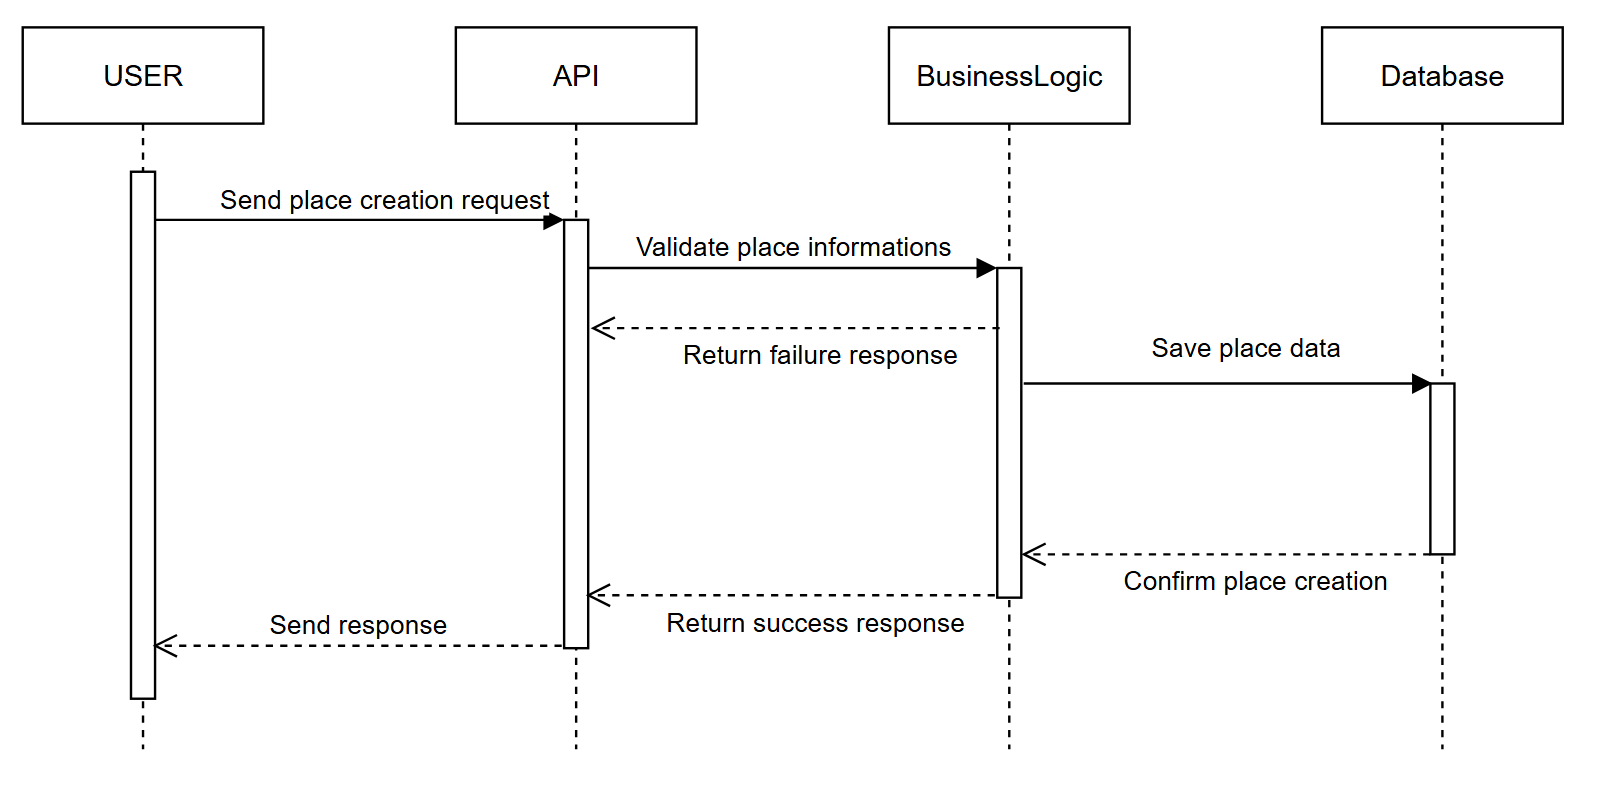 USER
API
BusinessLogic
Database
Send place creation request
Validate place informations
Return failure response
Save place data
Confirm place creation
Return success response
Send response